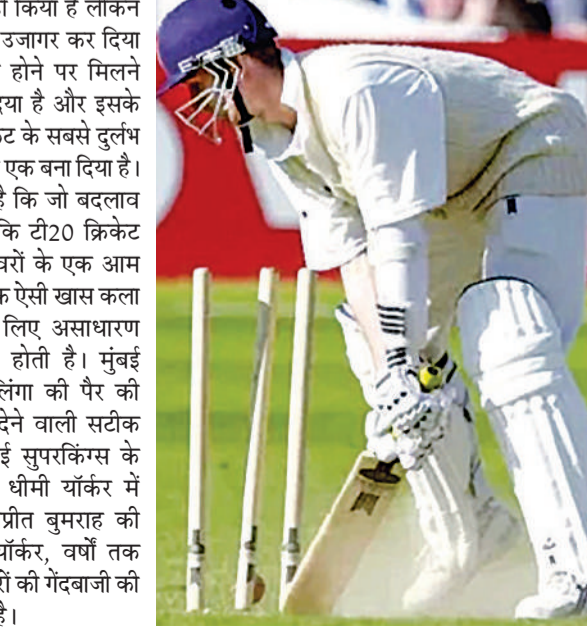 किया है लेकिन
उजागर कर दिया
होने पर मिलने
है और इसके
के सबसे दुर्लभ
एक बना दिया है।
कि जो बदलाव
कि टी20 क्रिकेट
के एक आम
ऐसी खास कला
लिए असाधारण
होती है। मुंबई
की पैर की
देने वाली सटीक
सुपरकिंग्स के
धीमी यॉर्कर में
बुमराह की
यॉर्कर, वर्षों तक
की गेंदबाजी की
है।